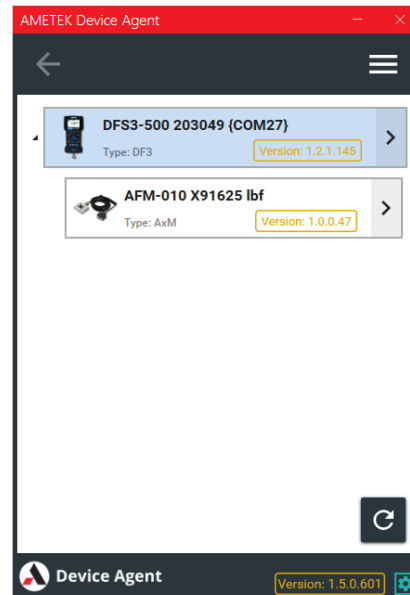 AMETEK Device Agent
DFS3-500 203049 {COM27}
Type: DF3
Version: 1.2.1.145
AFM-010 X91625 lbf
Type: AxM
Version: 1.0.0.47
Device Agent
Version: 1.5.0.601